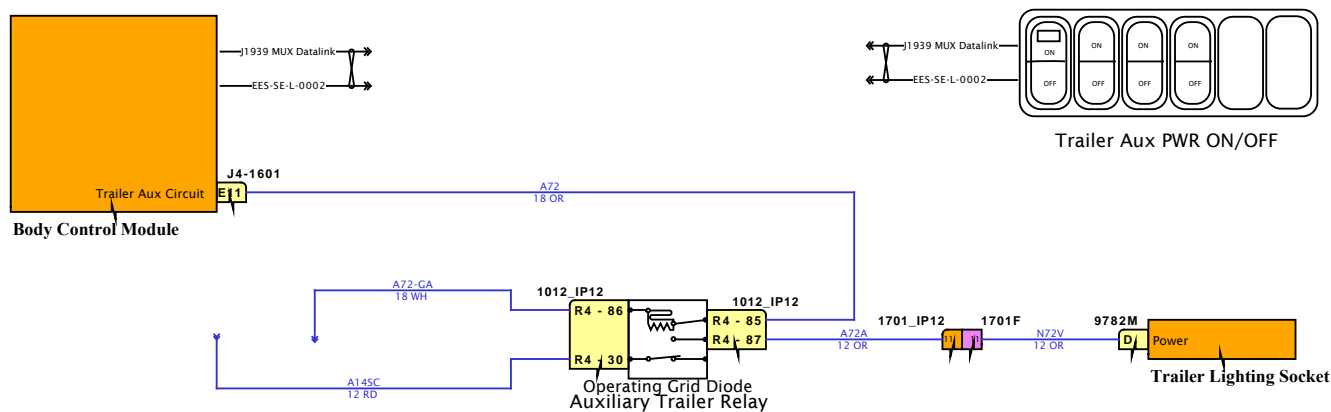 J1939 MUX Datalink
EES-SE-L-0002
J1939 MUX Datalink
EES-SE-L-0002
ON
ON
ON
ON
OFF
OFF
OFF
OFF
Trailer Aux PWR ON/OFF
J4-1601
Trailer Aux Circuit
E11
A72
18 OR
Body Control Module
A72-GA
18 WH
1012_IP12
1012_IP12
R4 - 86
R4 - 85
R4 - 87
R4 - 30
A72A
12 OR
1701_IP12
1701F
11
11
N72V
12 OR
9782M
D
Power
Trailer Lighting Socket
A14SC
12 RD
Operating Grid Diode
Auxiliary Trailer Relay